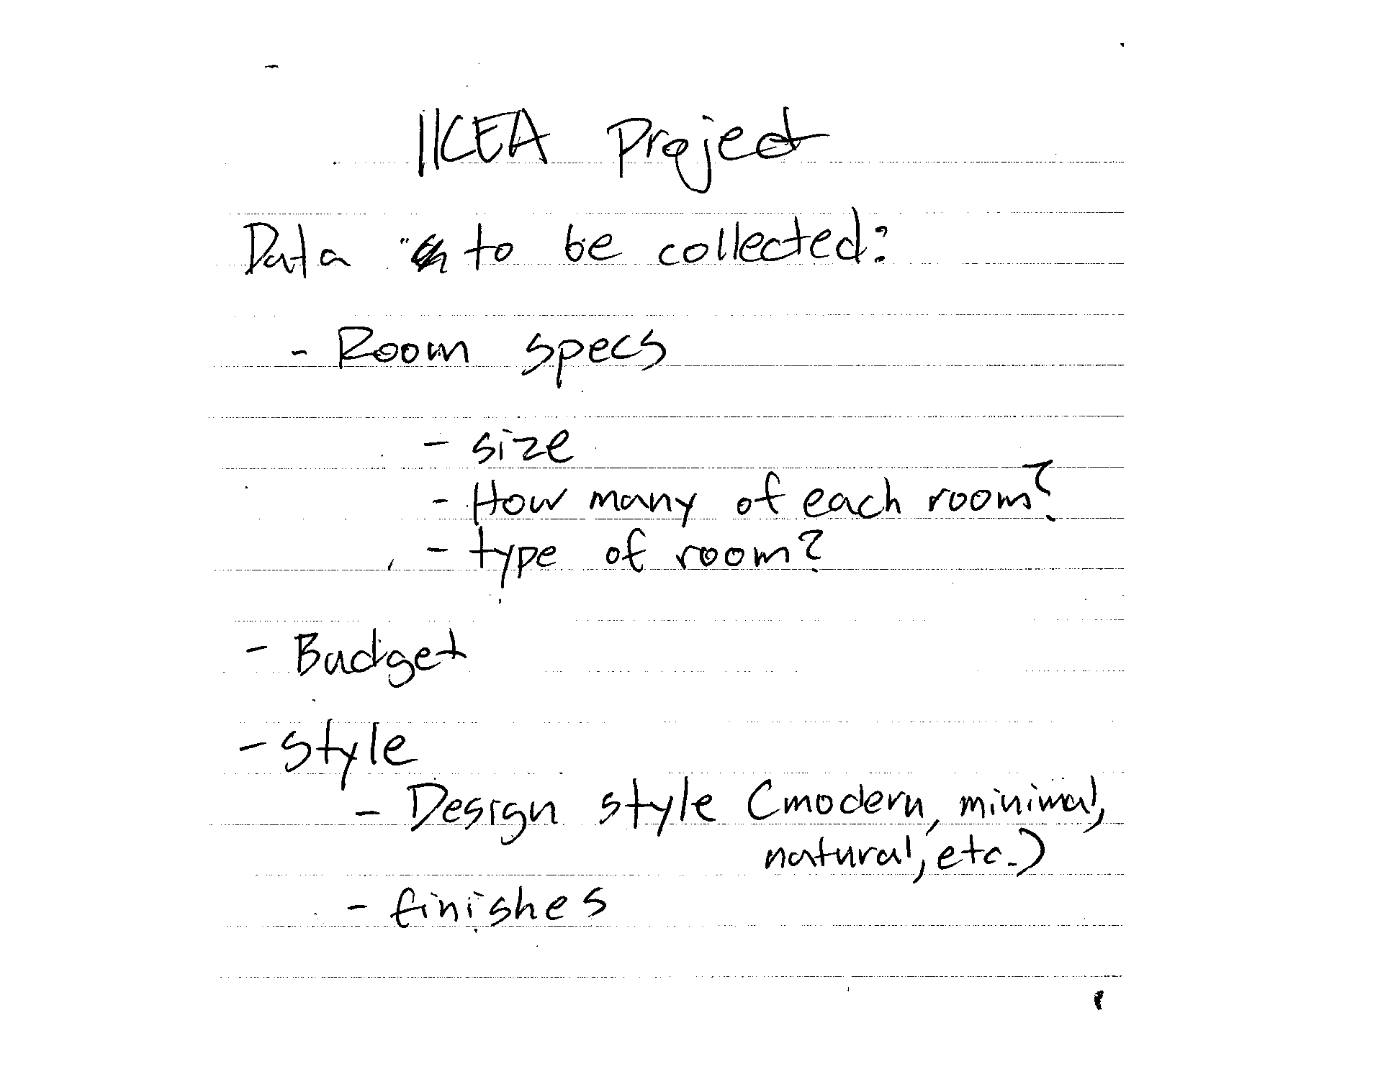 IKEA Project
Data to be collected:
- Room specs
- size
- How many of each room?
- type of room?
- Budget
- style
- Design style (modern, minimal,
natural, etc.)
- finishes